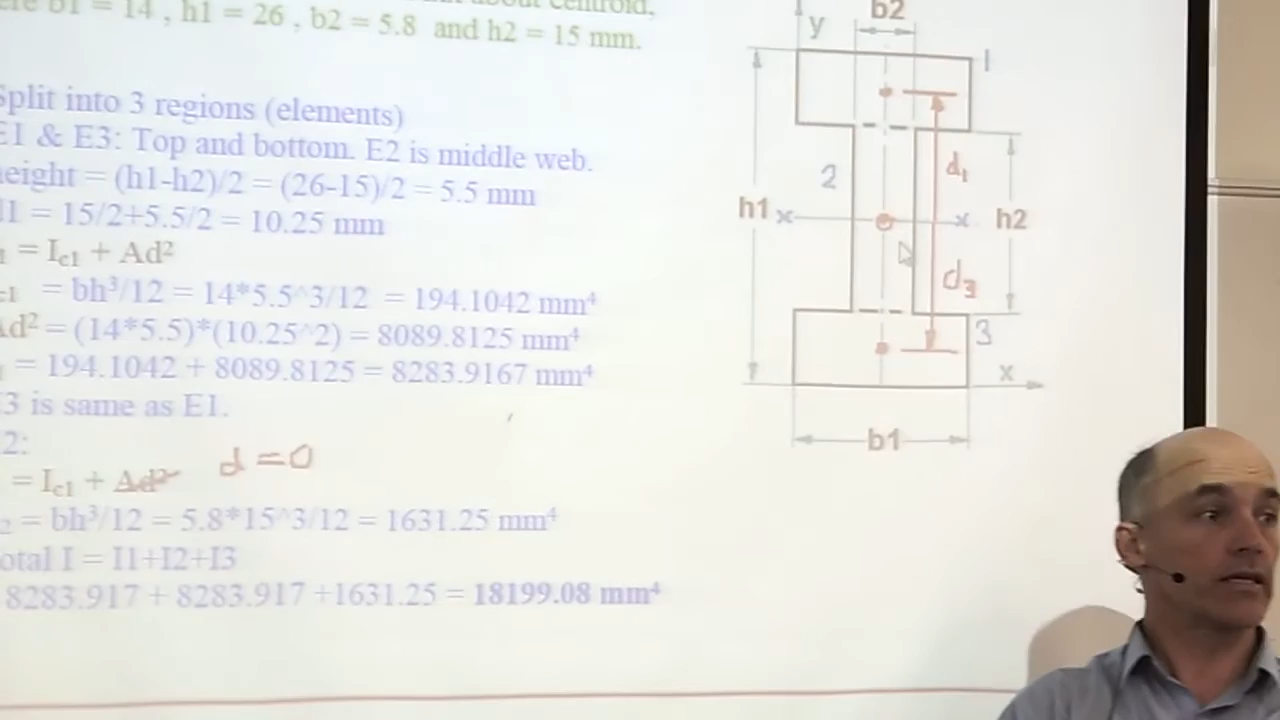 b1 = 14 , h1 = 26 , b2 = 5.8 and h2 = 15 mm.
Split into 3 regions (elements)
E1 & E3: Top and bottom. E2 is middle web.
eight = (h1-h2)/2 = (26-15)/2 = 5.5 mm
1 = 15/2+5.5/2 = 10.25 mm
= Ic1 + Ad²
c1 = bh³/12 = 14*5.5^3/12 = 194.1042 mm⁴
Ad² = (14*5.5)*(10.25^2) = 8089.8125 mm⁴
= 194.1042 + 8089.8125 = 8283.9167 mm⁴
3 is same as E1.
2:
= Ic1 + Ad² d = 0
2 = bh³/12 = 5.8*15^3/12 = 1631.25 mm⁴
otal I = I1+I2+I3
8283.917 + 8283.917 +1631.25 = 18199.08 mm⁴
y b2
1
2 d1
h1 x x h2
d3
3
x
b1